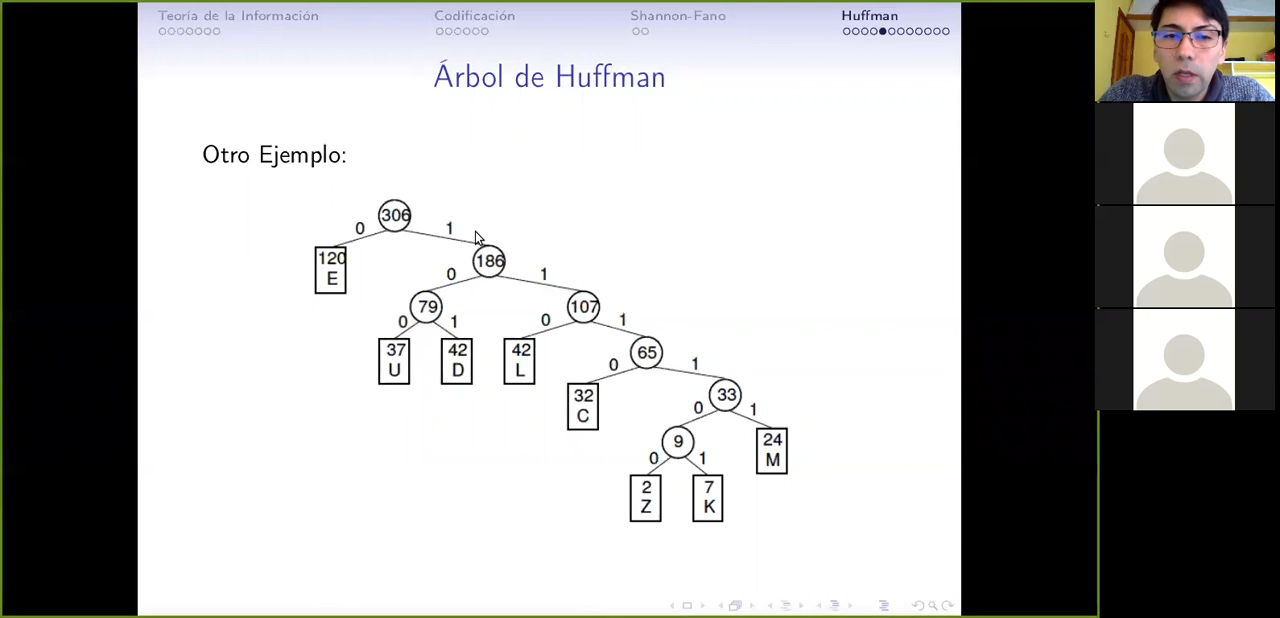 Teoría de la Información Codificación Shannon-Fano Huffman
Árbol de Huffman
Otro Ejemplo:
306
0 1
120
E
186
0 1
79 107
0 1 0 1
37 42 42
U D L
65
0 1
32
C
33
0 1
9 24
M
0 1
2 7
Z K